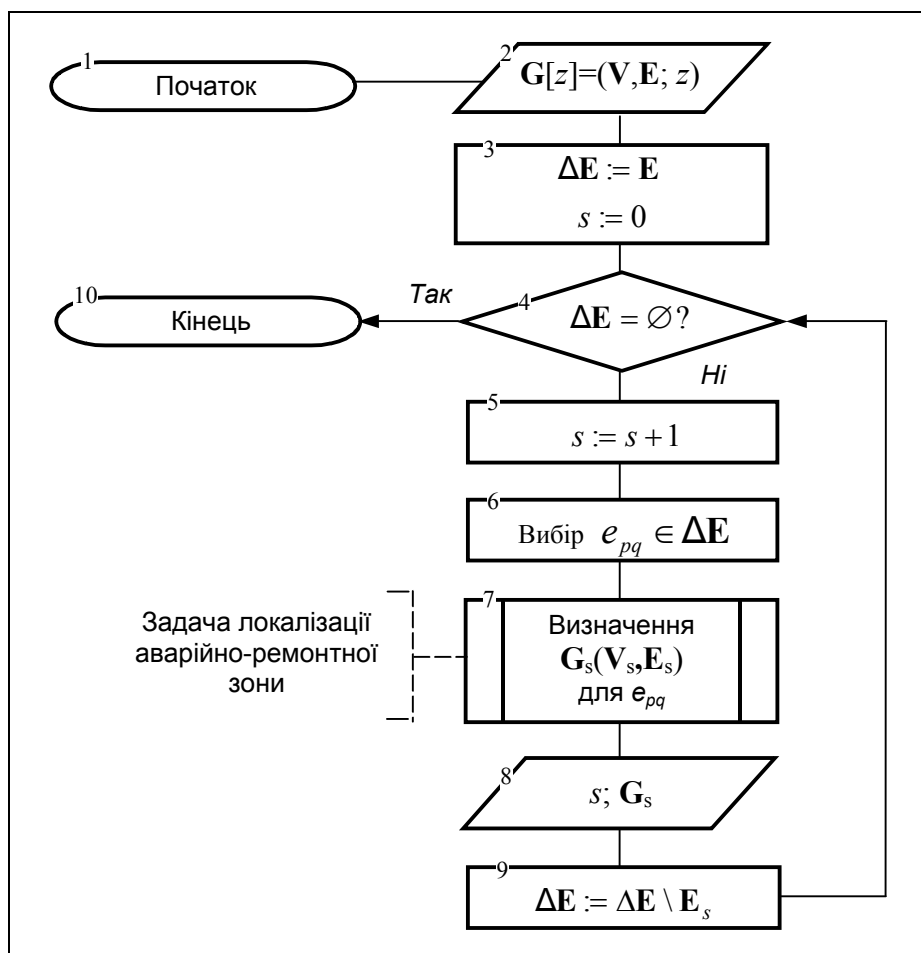 1
Початок
2
G[z]=(V,E; z)
3
ΔE := E
s := 0
10
Кінець
Так
4
ΔE = ∅?
Ні
5
s := s + 1
6
Вибір e_pq ∈ ΔE
Задача локалізації
аварійно-ремонтної
зони
7
Визначення
G_s(V_s,E_s)
для e_pq
8
s; G_s
9
ΔE := ΔE \ E_s